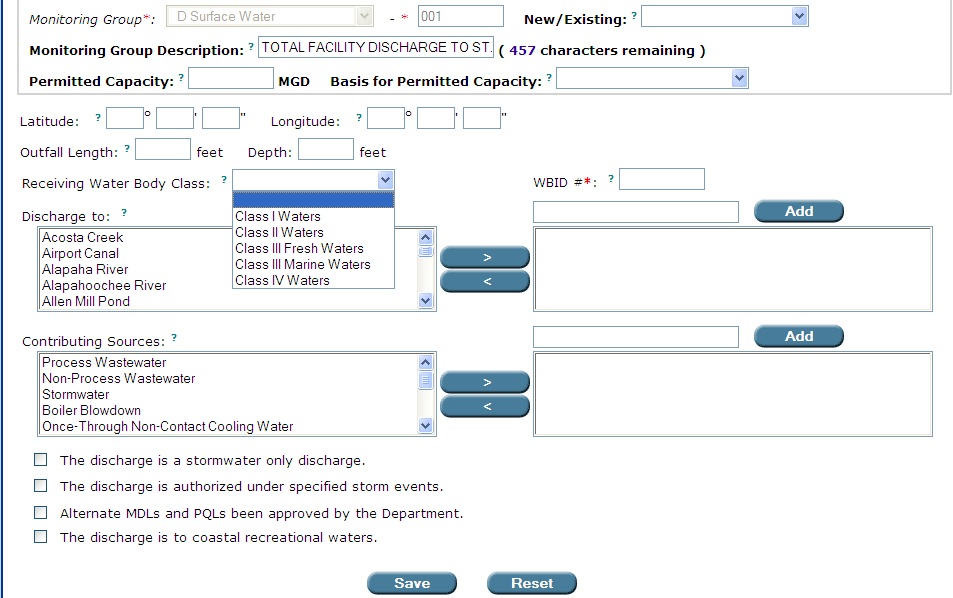 Monitoring Group*: D Surface Water - * 001 New/Existing: ?
Monitoring Group Description: ? TOTAL FACILITY DISCHARGE TO ST. ( 457 characters remaining )
Permitted Capacity: ? MGD Basis for Permitted Capacity: ?
Latitude: ? ° ' " Longitude: ? ° ' "
Outfall Length: ? feet Depth: feet
Receiving Water Body Class: ? WBID #*: ?
Class I Waters
Class II Waters
Class III Fresh Waters
Class III Marine Waters
Class IV Waters
Discharge to: ? Add
Acosta Creek
Airport Canal
Alapaha River
Alapahoochee River
Allen Mill Pond
>
<
Contributing Sources: ? Add
Process Wastewater
Non-Process Wastewater
Stormwater
Boiler Blowdown
Once-Through Non-Contact Cooling Water
>
<
The discharge is a stormwater only discharge.
The discharge is authorized under specified storm events.
Alternate MDLs and PQLs been approved by the Department.
The discharge is to coastal recreational waters.
Save Reset